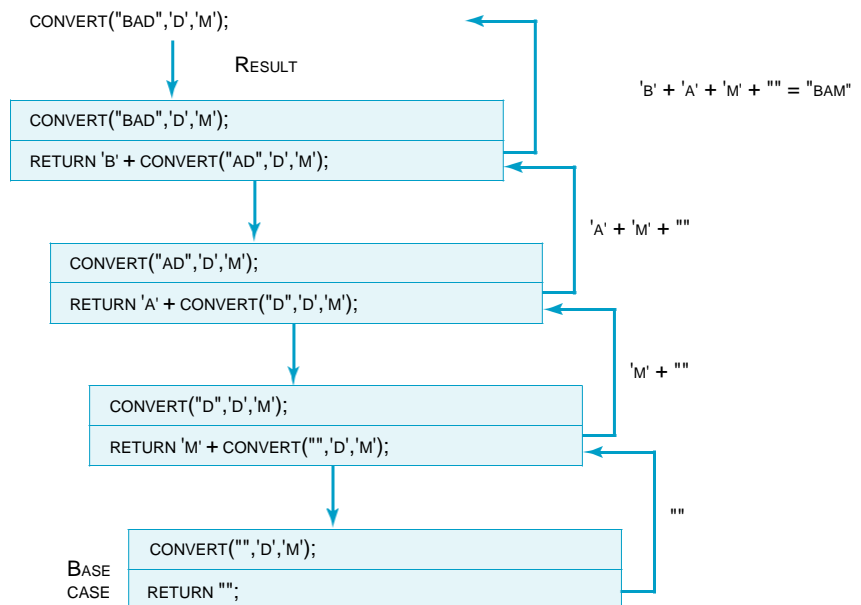 CONVERT("BAD",'D','M');
RESULT
'B' + 'A' + 'M' + "" = "BAM"
CONVERT("BAD",'D','M');
RETURN 'B' + CONVERT("AD",'D','M');
'A' + 'M' + ""
CONVERT("AD",'D','M');
RETURN 'A' + CONVERT("D",'D','M');
'M' + ""
CONVERT("D",'D','M');
RETURN 'M' + CONVERT("",'D','M');
""
CONVERT("",'D','M');
BASE
CASE
RETURN "";